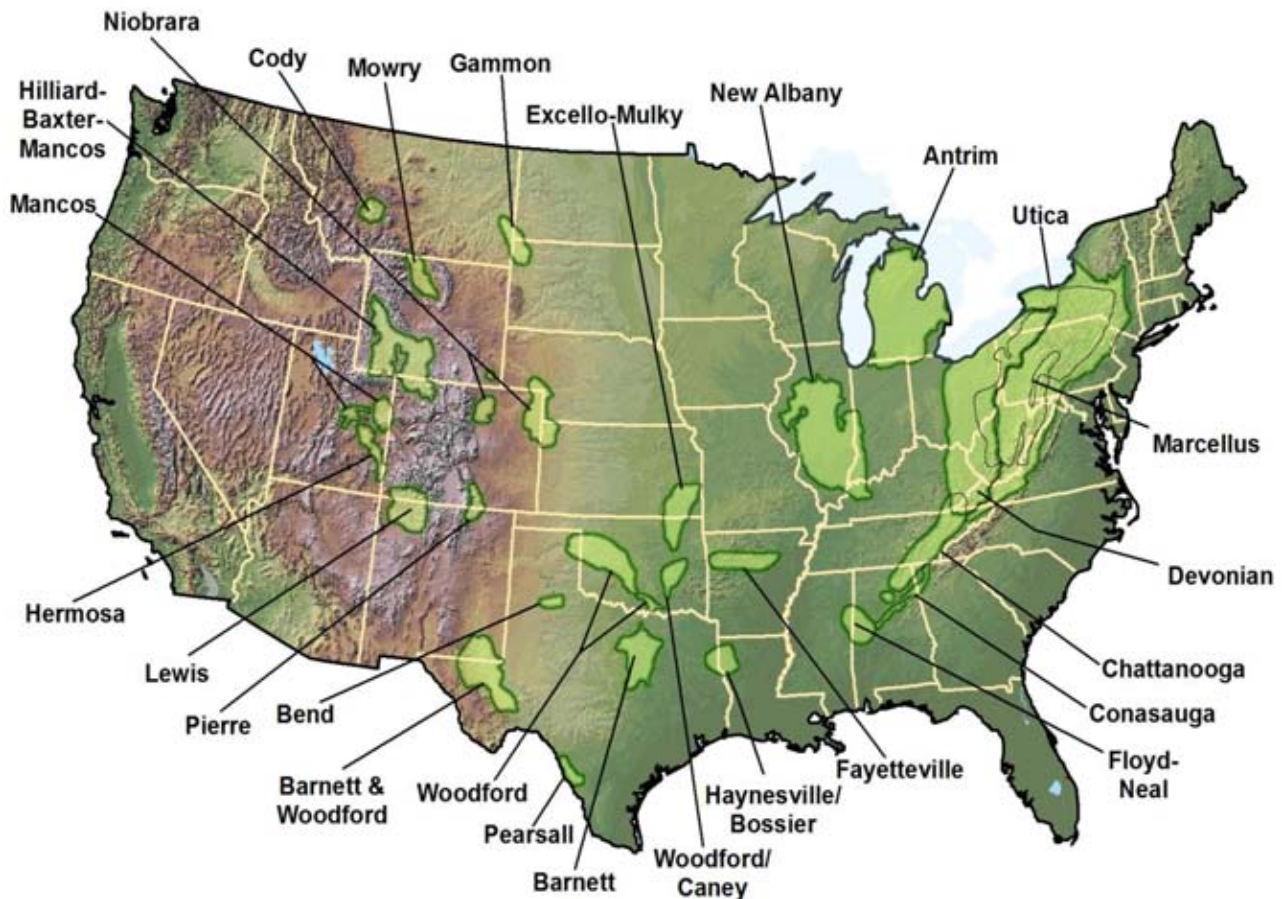 Niobrara
Cody
Mowry
Gammon
Hilliard-
Baxter-
Mancos
Excello-Mulky
New Albany
Antrim
Mancos
Utica
Marcellus
Devonian
Hermosa
Lewis
Chattanooga
Pierre
Bend
Conasauga
Barnett &
Woodford
Woodford
Pearsall
Barnett
Woodford/
Caney
Haynesville/
Bossier
Fayetteville
Floyd-
Neal